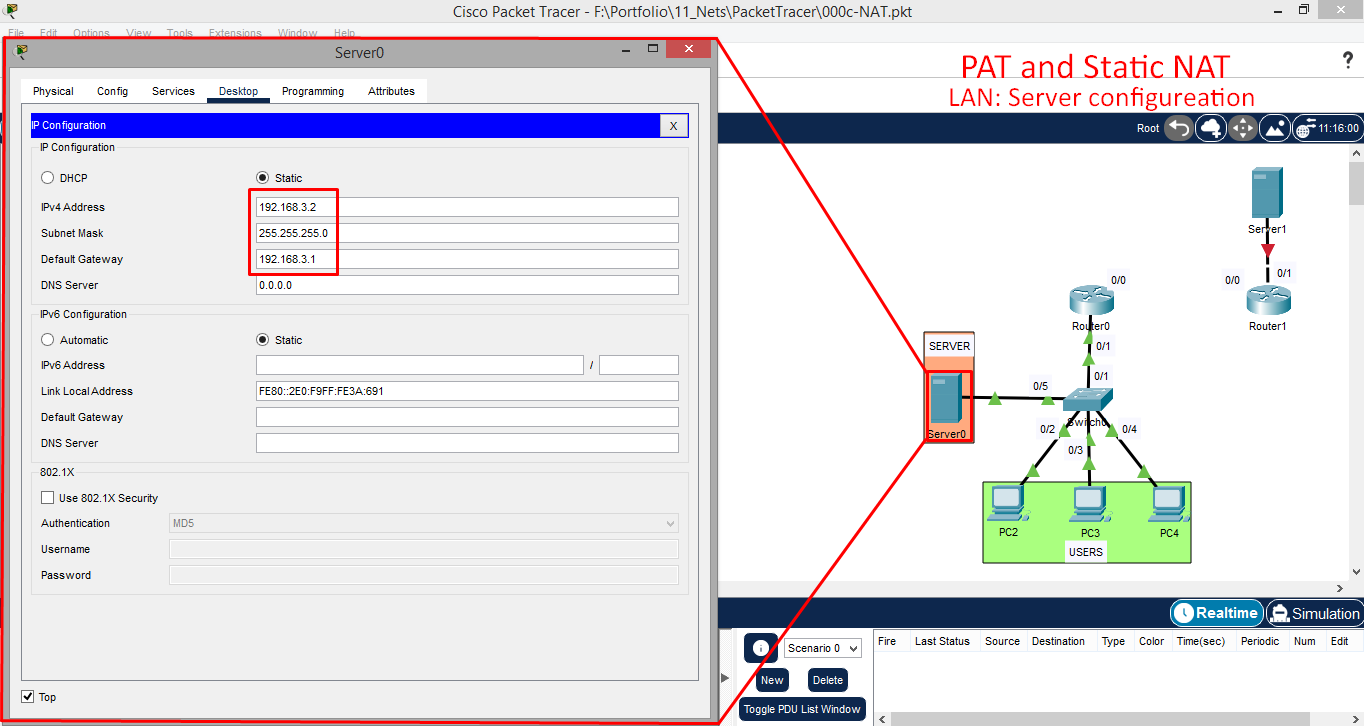 Cisco Packet Tracer - F:\Portfolio\11_Nets\PacketTracer\000c-NAT.pkt
File Edit Options View Tools Extensions Window Help
Server0
Physical Config Services Desktop Programming Attributes
IP Configuration X
IP Configuration
DHCP Static
IPv4 Address 192.168.3.2
Subnet Mask 255.255.255.0
Default Gateway 192.168.3.1
DNS Server 0.0.0.0
IPv6 Configuration
Automatic Static
IPv6 Address /
Link Local Address FE80::2E0:F9FF:FE3A:691
Default Gateway
DNS Server
802.1X
Use 802.1X Security
Authentication MD5
Username
Password
Top
PAT and Static NAT
LAN: Server configureation
?
Root 11:16:00
Server1
0/1
0/0
Router1
0/0
Router0
0/1
0/1
SERVER
Server0
0/5
Switch0
0/2
0/3
0/4
PC2
PC3
PC4
USERS
Realtime Simulation
Scenario 0
New Delete
Toggle PDU List Window
Fire Last Status Source Destination Type Color Time(sec) Periodic Num Edit